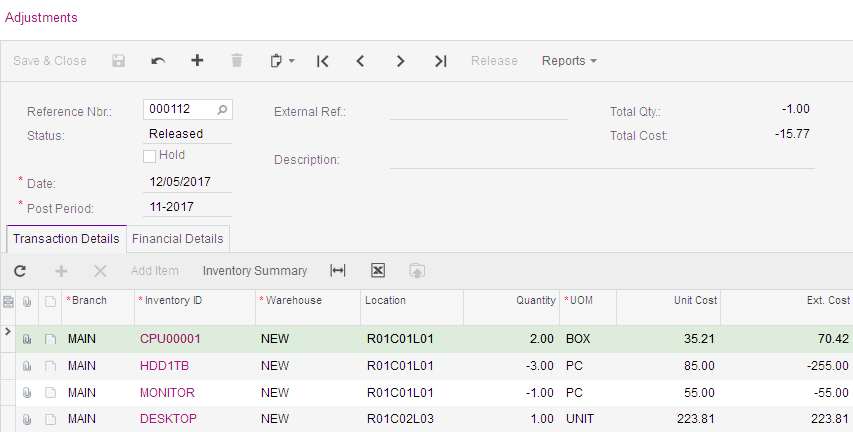 Adjustments
Save & Close Release Reports
Reference Nbr.: 000112 External Ref.: Total Qty.: -1.00
Status: Released Total Cost: -15.77
Hold Description:
* Date: 12/05/2017
* Post Period: 11-2017
Transaction Details Financial Details
Add Item Inventory Summary
*Branch *Inventory ID *Warehouse Location Quantity *UOM Unit Cost Ext. Cost
MAIN CPU00001 NEW R01C01L01 2.00 BOX 35.21 70.42
MAIN HDD1TB NEW R01C01L01 -3.00 PC 85.00 -255.00
MAIN MONITOR NEW R01C01L01 -1.00 PC 55.00 -55.00
MAIN DESKTOP NEW R01C02L03 1.00 UNIT 223.81 223.81